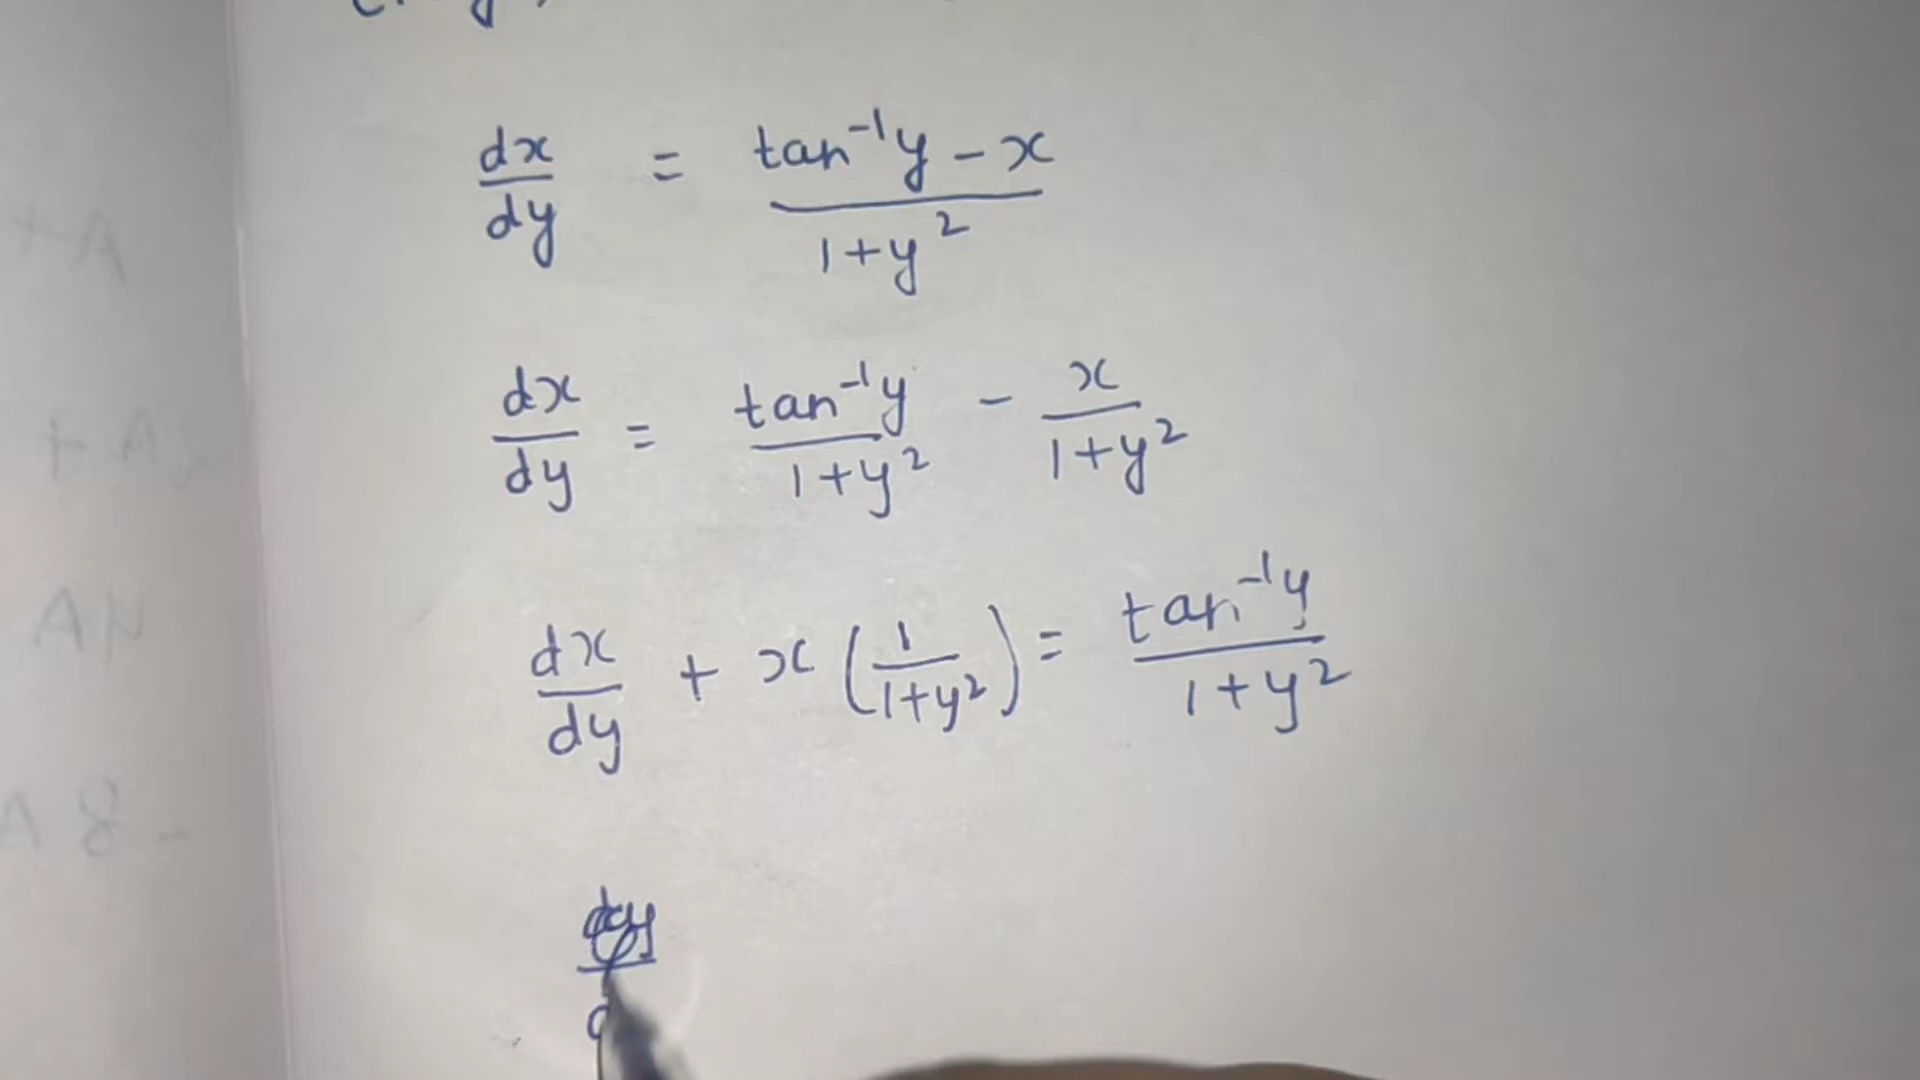 dx/dy = (tan⁻¹y − x)/(1+y²)
dx/dy = tan⁻¹y/(1+y²) − x/(1+y²)
dx/dy + x (1/(1+y²)) = tan⁻¹y/(1+y²)